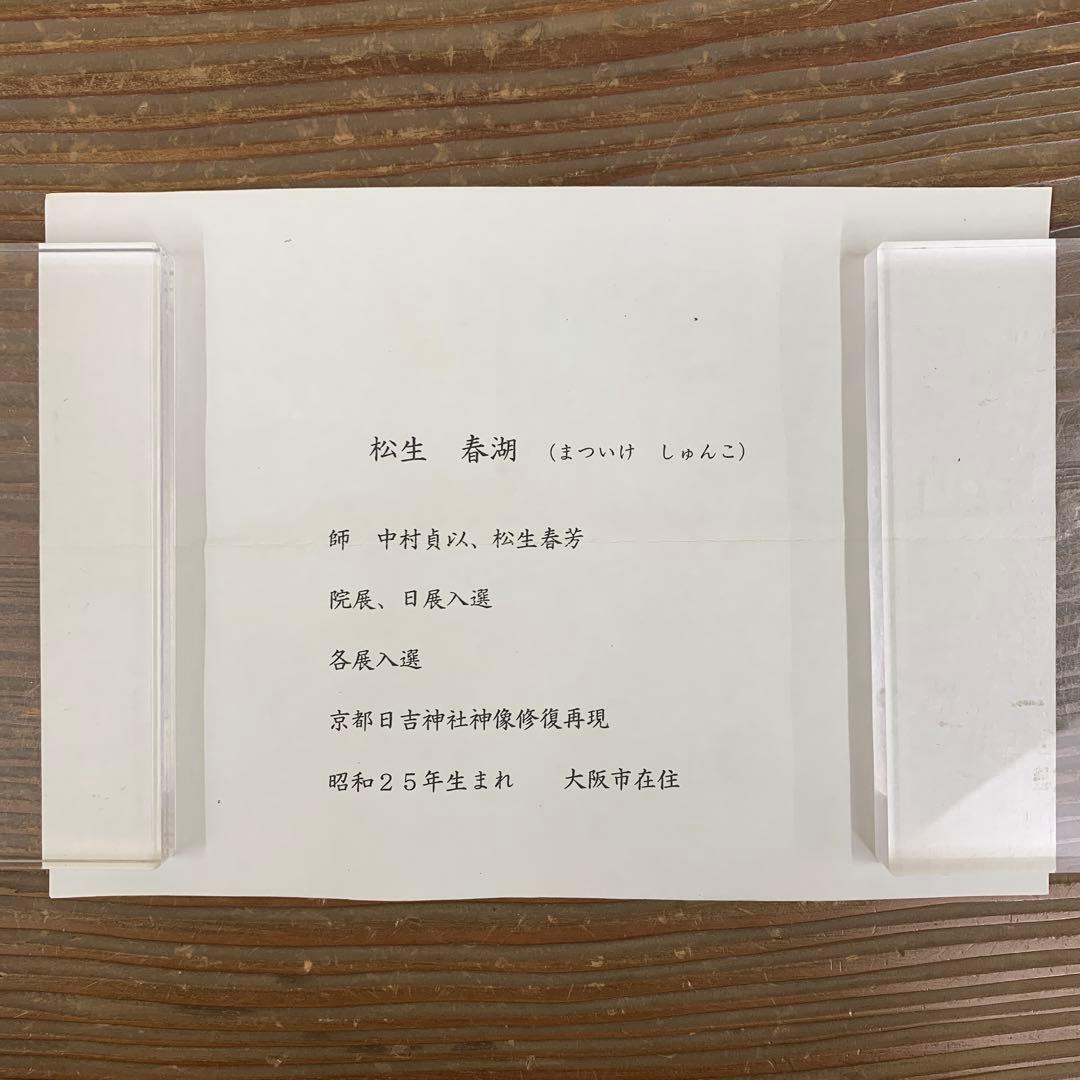 松生　春湖　（まついけ　しゅんこ）
師　中村貞以、松生春芳
院展、日展入選
各展入選
京都日吉神社神像修復再現
昭和２５年生まれ　　大阪市在住